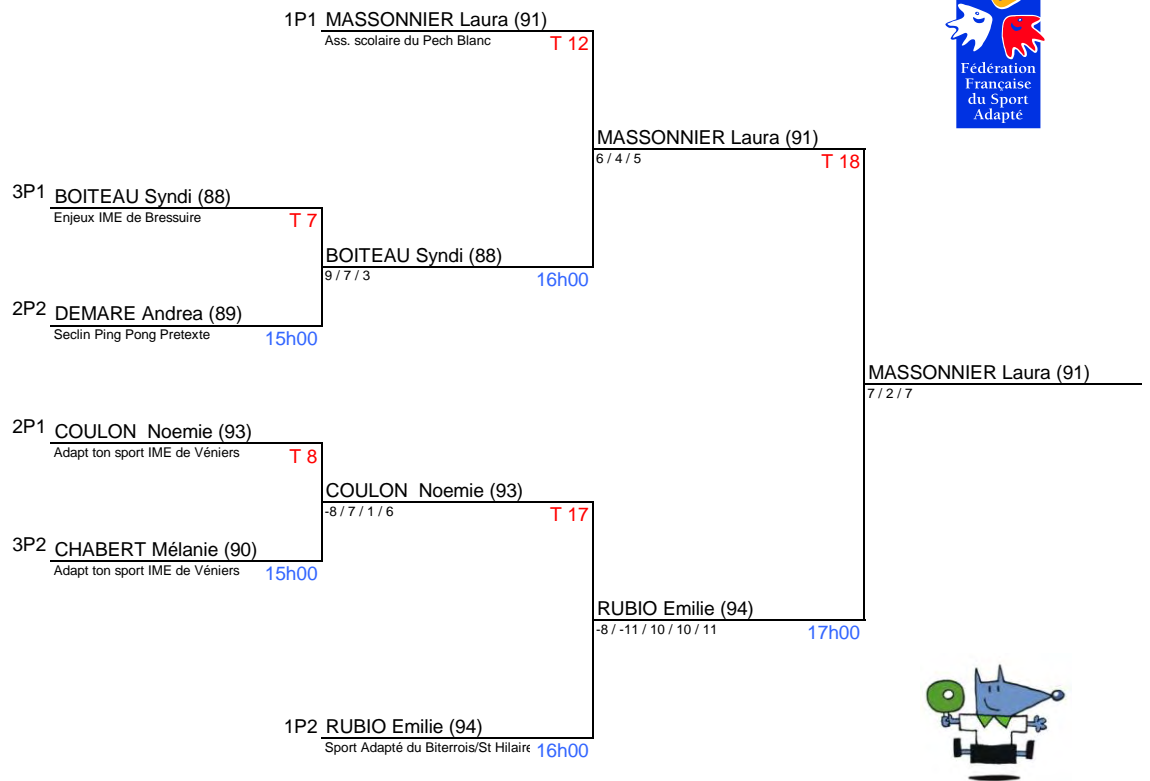 1P1 MASSONNIER Laura (91)
Ass. scolaire du Pech Blanc T 12
Fédération
Française
du Sport
Adapté
MASSONNIER Laura (91)
6 / 4 / 5 T 18
3P1 BOITEAU Syndi (88)
Enjeux IME de Bressuire T 7
BOITEAU Syndi (88)
9 / 7 / 3 16h00
2P2 DEMARE Andrea (89)
Seclin Ping Pong Pretexte 15h00
MASSONNIER Laura (91)
7 / 2 / 7
2P1 COULON Noemie (93)
Adapt ton sport IME de Véniers T 8
COULON Noemie (93)
-8 / 7 / 1 / 6 T 17
3P2 CHABERT Mélanie (90)
Adapt ton sport IME de Véniers 15h00
RUBIO Emilie (94)
-8 / -11 / 10 / 10 / 11 17h00
1P2 RUBIO Emilie (94)
Sport Adapté du Biterrois/St Hilaire 16h00